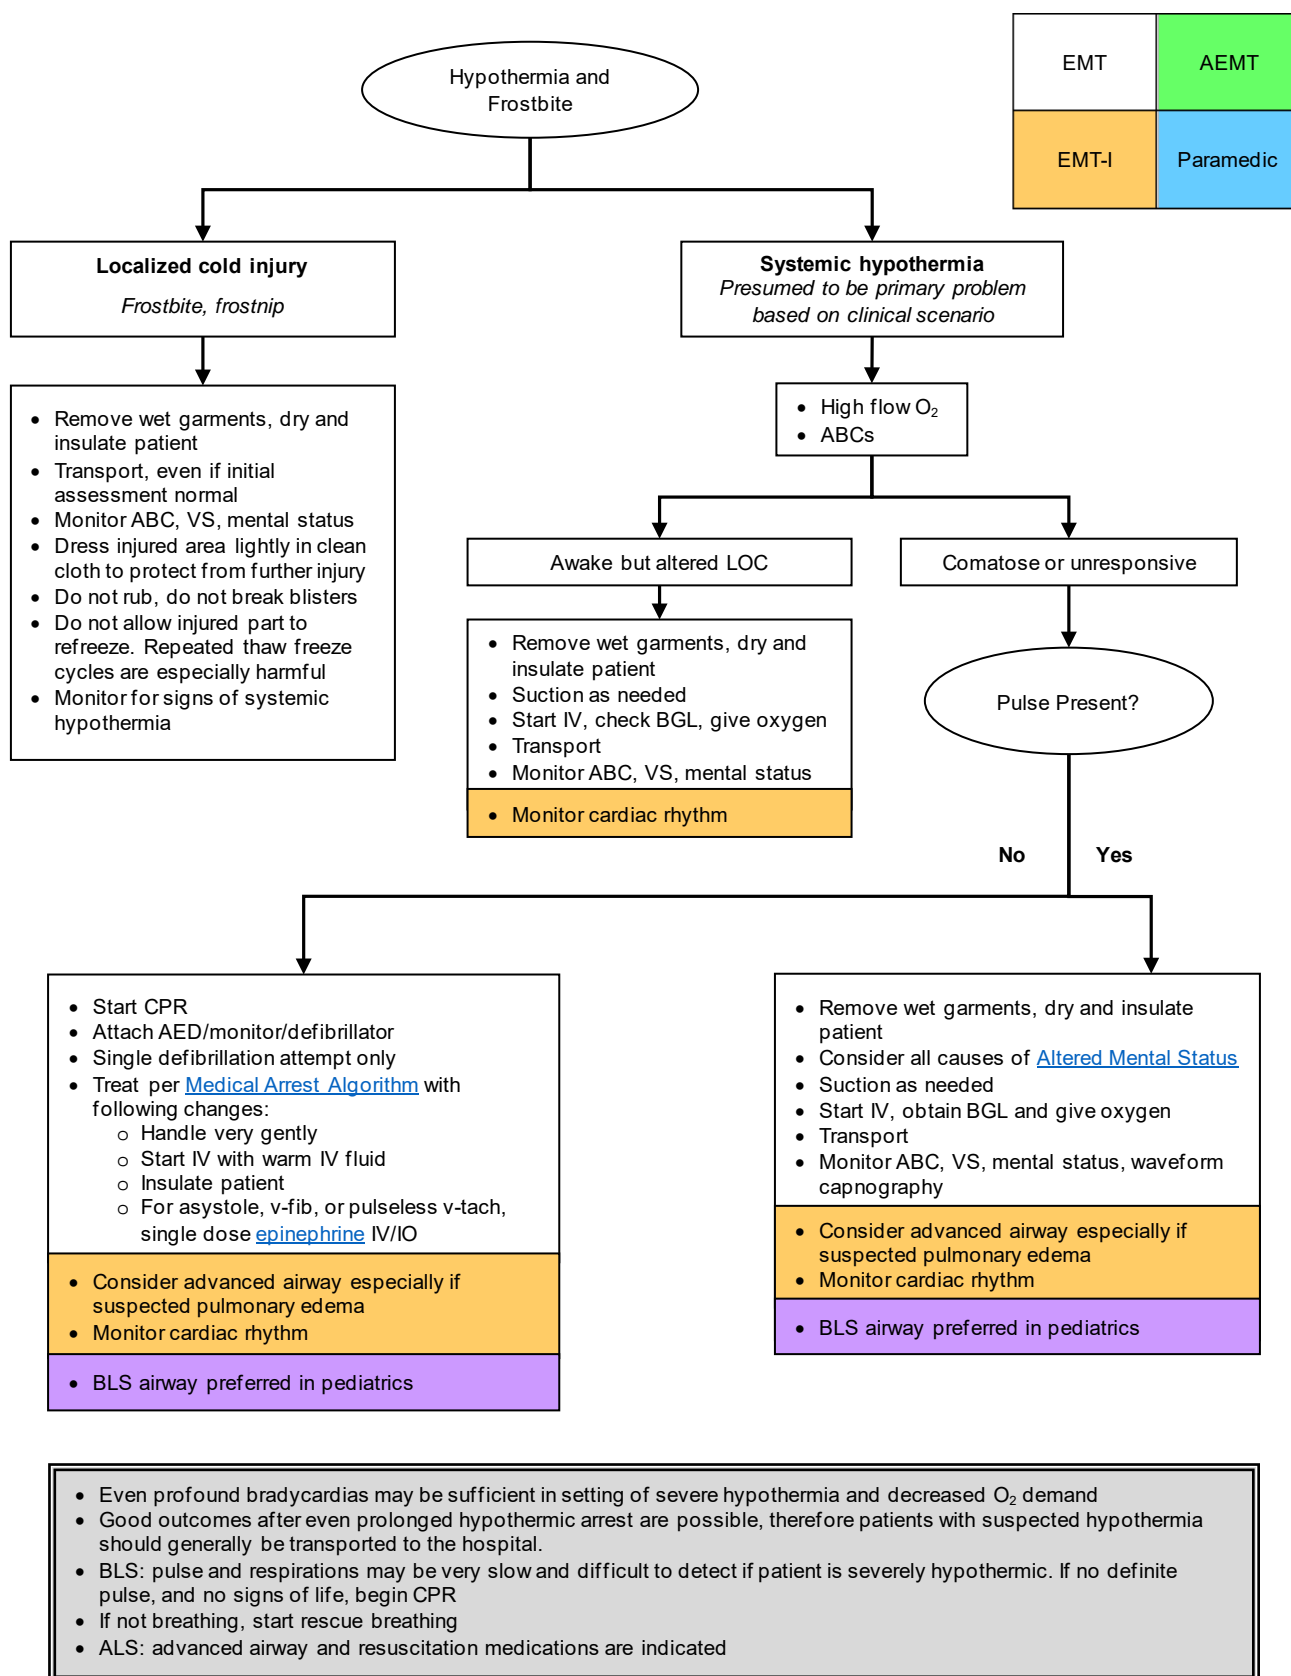 Hypothermia and
Frostbite
EMT
AEMT
EMT-I
Paramedic
Localized cold injury
Frostbite, frostnip
Systemic hypothermia
Presumed to be primary problem
based on clinical scenario
• Remove wet garments, dry and
insulate patient
• Transport, even if initial
assessment normal
• Monitor ABC, VS, mental status
• Dress injured area lightly in clean
cloth to protect from further injury
• Do not rub, do not break blisters
• Do not allow injured part to
refreeze. Repeated thaw freeze
cycles are especially harmful
• Monitor for signs of systemic
hypothermia
• High flow O₂
• ABCs
Awake but altered LOC
Comatose or unresponsive
• Remove wet garments, dry and
insulate patient
• Suction as needed
• Start IV, check BGL, give oxygen
• Transport
• Monitor ABC, VS, mental status
• Monitor cardiac rhythm
Pulse Present?
No
Yes
• Start CPR
• Attach AED/monitor/defibrillator
• Single defibrillation attempt only
• Treat per Medical Arrest Algorithm with
following changes:
o Handle very gently
o Start IV with warm IV fluid
o Insulate patient
o For asystole, v-fib, or pulseless v-tach,
single dose epinephrine IV/IO
• Consider advanced airway especially if
suspected pulmonary edema
• Monitor cardiac rhythm
• BLS airway preferred in pediatrics
• Remove wet garments, dry and insulate
patient
• Consider all causes of Altered Mental Status
• Suction as needed
• Start IV, obtain BGL and give oxygen
• Transport
• Monitor ABC, VS, mental status, waveform
capnography
• Consider advanced airway especially if
suspected pulmonary edema
• Monitor cardiac rhythm
• BLS airway preferred in pediatrics
• Even profound bradycardias may be sufficient in setting of severe hypothermia and decreased O₂ demand
• Good outcomes after even prolonged hypothermic arrest are possible, therefore patients with suspected hypothermia
should generally be transported to the hospital.
• BLS: pulse and respirations may be very slow and difficult to detect if patient is severely hypothermic. If no definite
pulse, and no signs of life, begin CPR
• If not breathing, start rescue breathing
• ALS: advanced airway and resuscitation medications are indicated